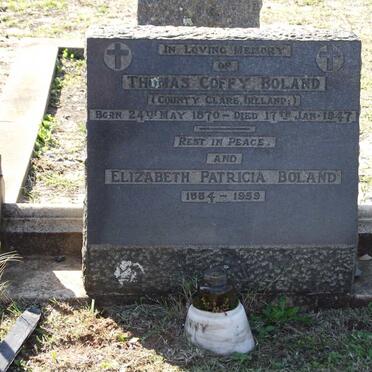 In Loving Memory
of
Thomas Coffy Boland
(County Clare, Ireland.)
Born 24th May 1870 – Died 17th Jan. 1947
Rest in Peace.
and
Elizabeth Patricia Boland
1884 – 1959